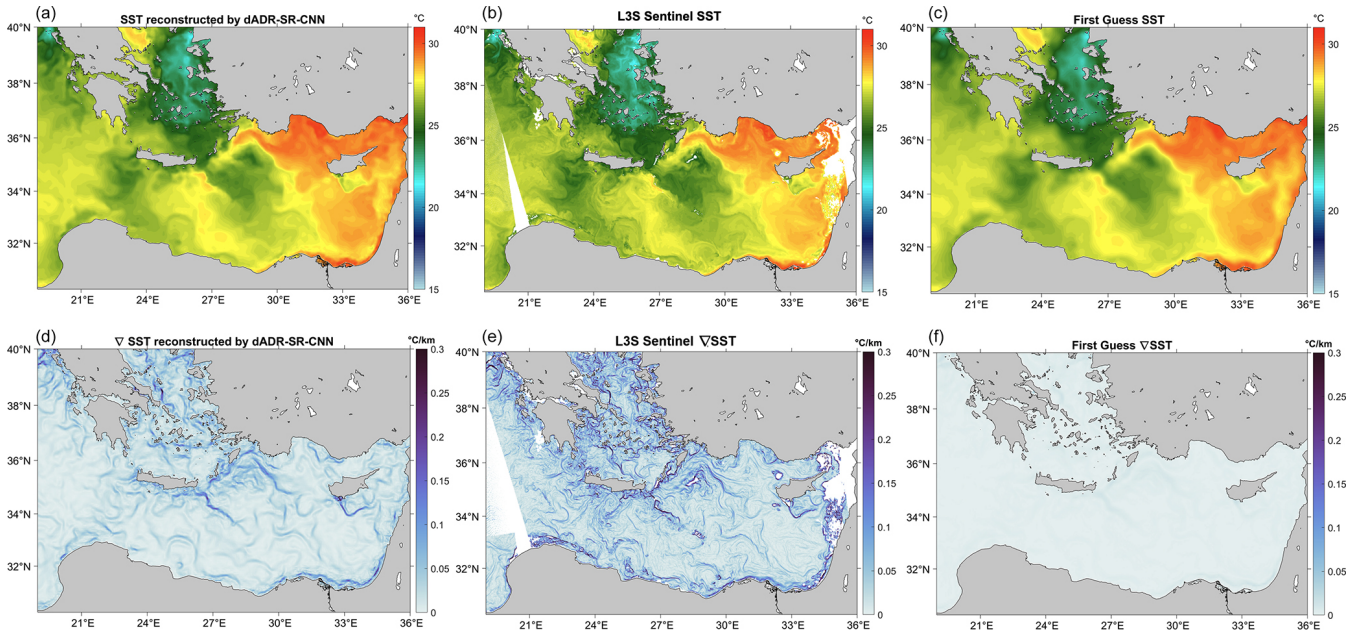 (a)
SST reconstructed by dADR-SR-CNN
°C
40°N
38°N
36°N
34°N
32°N
21°E 24°E 27°E 30°E 33°E 36°E
30
25
20
15
(b)
L3S Sentinel SST
°C
40°N
38°N
36°N
34°N
32°N
21°E 24°E 27°E 30°E 33°E 36°E
30
25
20
15
(c)
First Guess SST
°C
40°N
38°N
36°N
34°N
32°N
21°E 24°E 27°E 30°E 33°E 36°E
30
25
20
15
(d)
∇ SST reconstructed by dADR-SR-CNN
°C/km
40°N
38°N
36°N
34°N
32°N
21°E 24°E 27°E 30°E 33°E 36°E
0.3
0.25
0.2
0.15
0.1
0.05
0
(e)
L3S Sentinel ∇SST
°C/km
40°N
38°N
36°N
34°N
32°N
21°E 24°E 27°E 30°E 33°E 36°E
0.3
0.25
0.2
0.15
0.1
0.05
0
(f)
First Guess ∇SST
°C/km
40°N
38°N
36°N
34°N
32°N
21°E 24°E 27°E 30°E 33°E 36°E
0.3
0.25
0.2
0.15
0.1
0.05
0